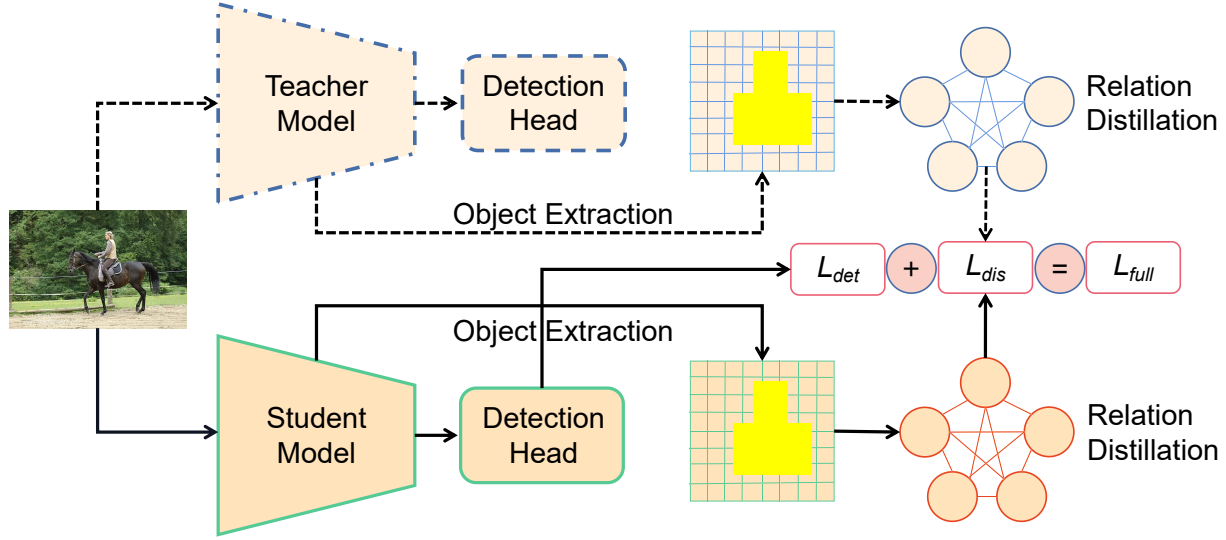 Teacher
Model
Detection
Head
Relation
Distillation
Object Extraction
L_det + L_dis = L_full
Object Extraction
Student
Model
Detection
Head
Relation
Distillation